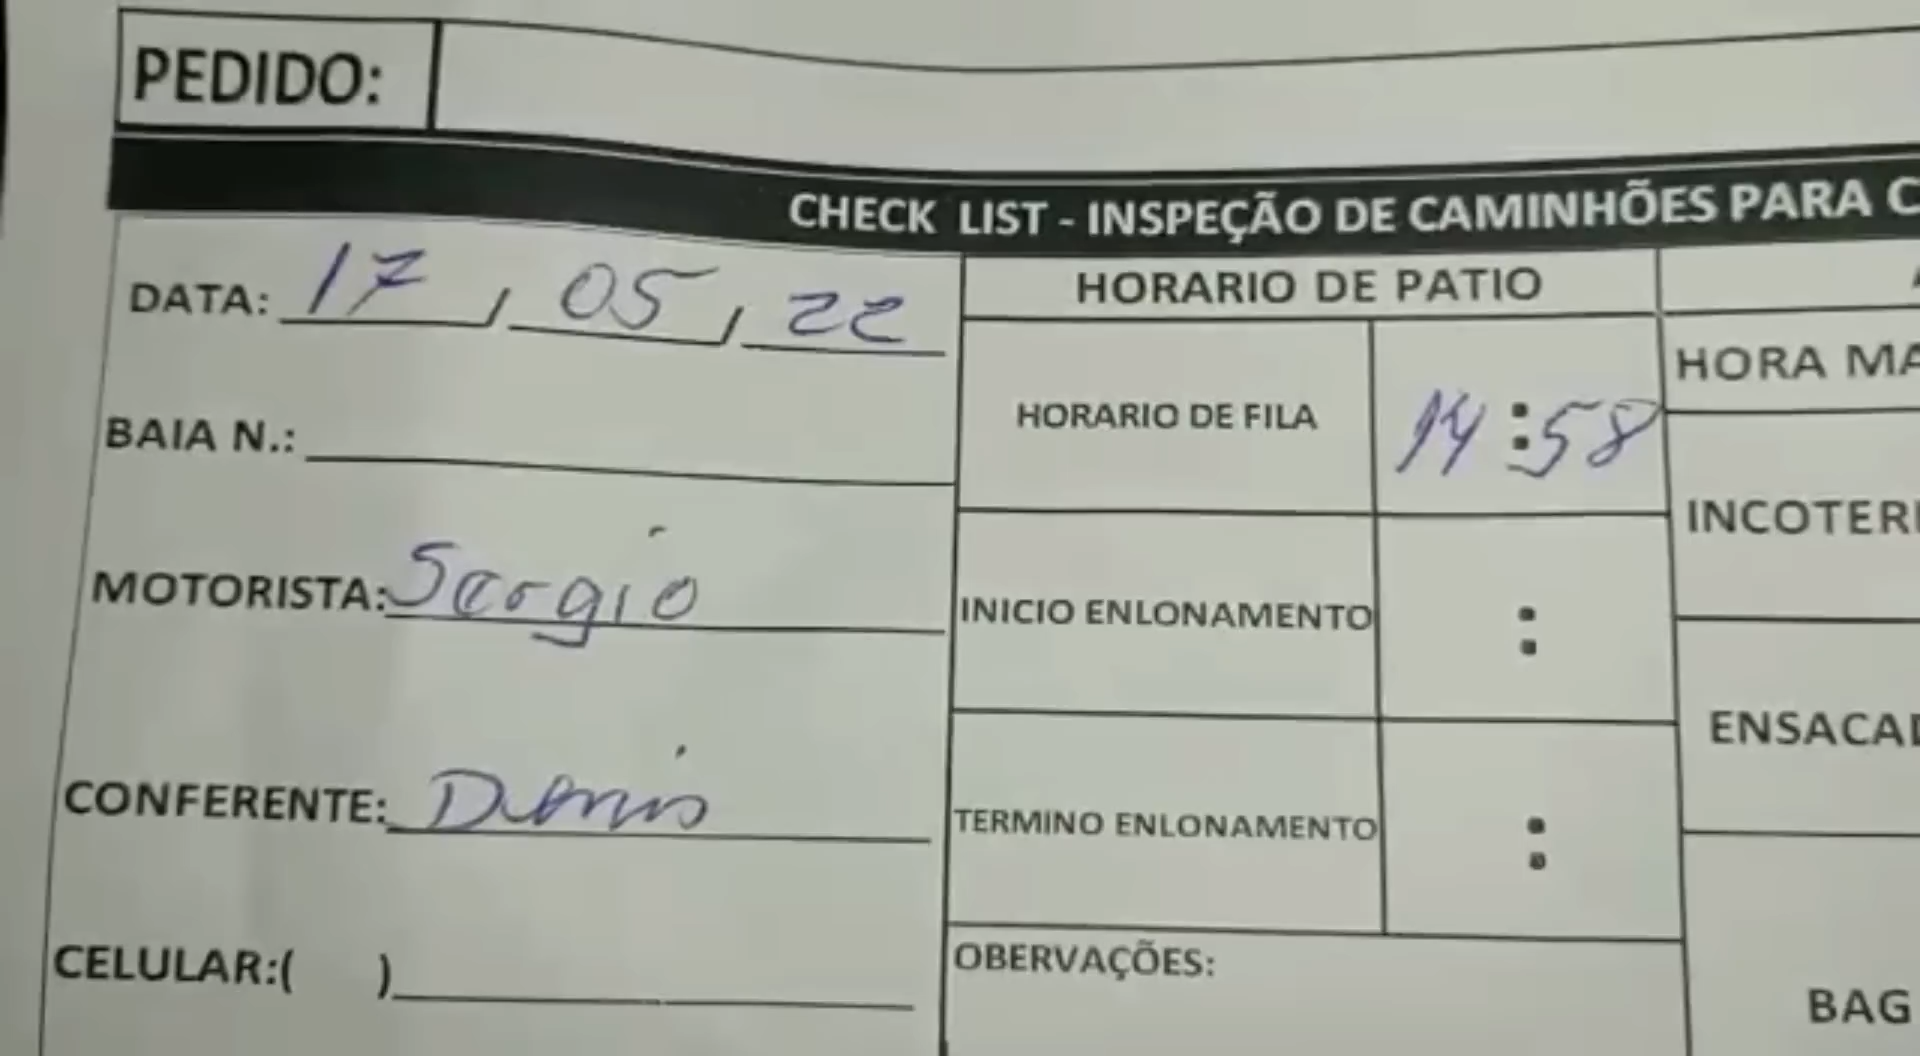 PEDIDO:
CHECK LIST - INSPEÇÃO DE CAMINHÕES PARA C
DATA: 17 / 05 / 22
HORARIO DE PATIO
HORA MA
BAIA N.:
HORARIO DE FILA 14:58
INCOTER
MOTORISTA: Sergio
INICIO ENLONAMENTO :
ENSACAD
CONFERENTE: Denis
TERMINO ENLONAMENTO :
CELULAR:( )
OBERVAÇÕES:
BAG